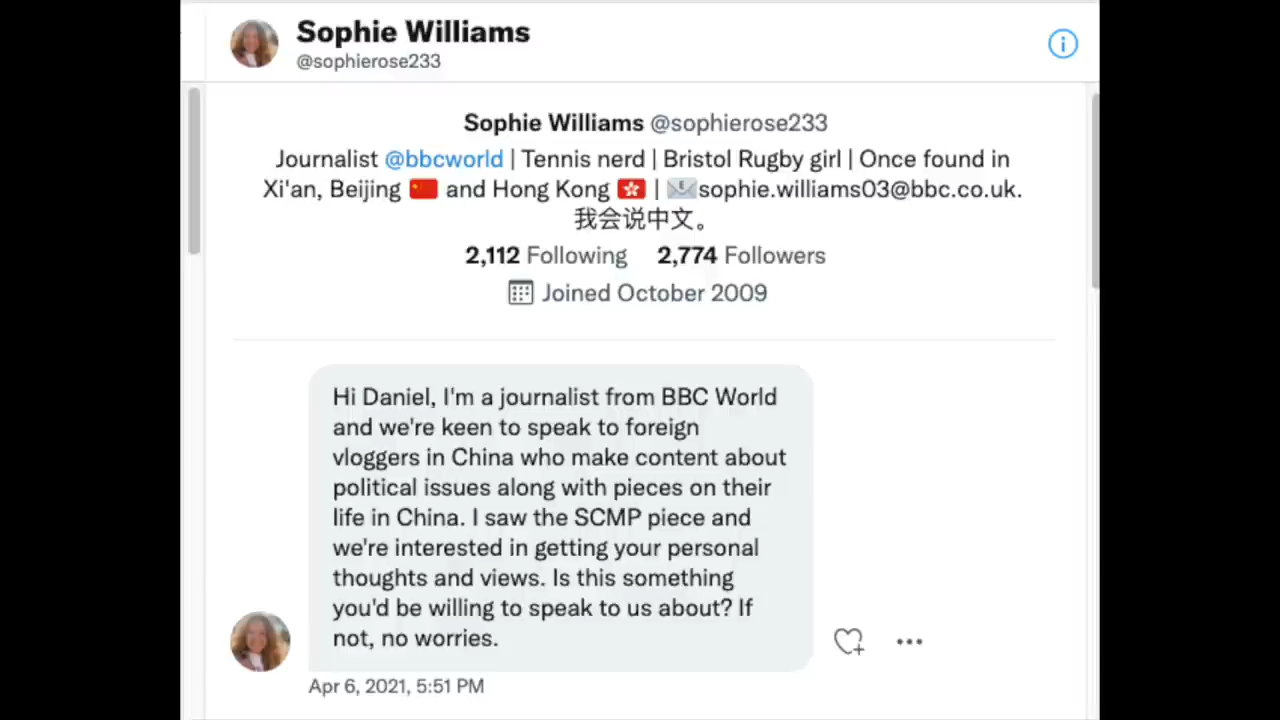 Sophie Williams
@sophierose233
Sophie Williams @sophierose233
Journalist @bbcworld | Tennis nerd | Bristol Rugby girl | Once found in
Xi'an, Beijing 🇨🇳 and Hong Kong 🇭🇰 | 📧sophie.williams03@bbc.co.uk.
我会说中文。
2,112 Following 2,774 Followers
Joined October 2009
Hi Daniel, I'm a journalist from BBC World
and we're keen to speak to foreign
vloggers in China who make content about
political issues along with pieces on their
life in China. I saw the SCMP piece and
we're interested in getting your personal
thoughts and views. Is this something
you'd be willing to speak to us about? If
not, no worries.
Apr 6, 2021, 5:51 PM